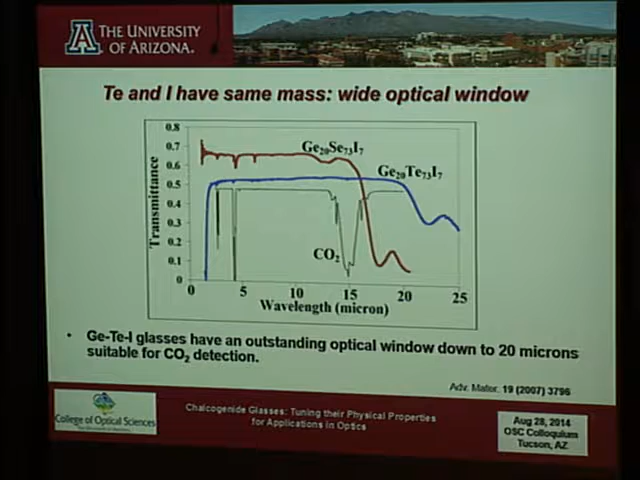 THE UNIVERSITY
OF ARIZONA.
Te and I have same mass: wide optical window
0.8
0.7
0.6
0.5
0.4
0.3
0.2
0.1
0
Transmittance
Ge20Se73I7
Ge20Te73I7
CO2
0 5 10 15 20 25
Wavelength (micron)
• Ge-Te-I glasses have an outstanding optical window down to 20 microns
suitable for CO2 detection.
Adv. Mater. 19 (2007) 3796
College of Optical Sciences
Chalcogenide Glasses: Tuning their Physical Properties
for Applications in Optics
Aug 28, 2014
OSC Colloquium
Tucson, AZ